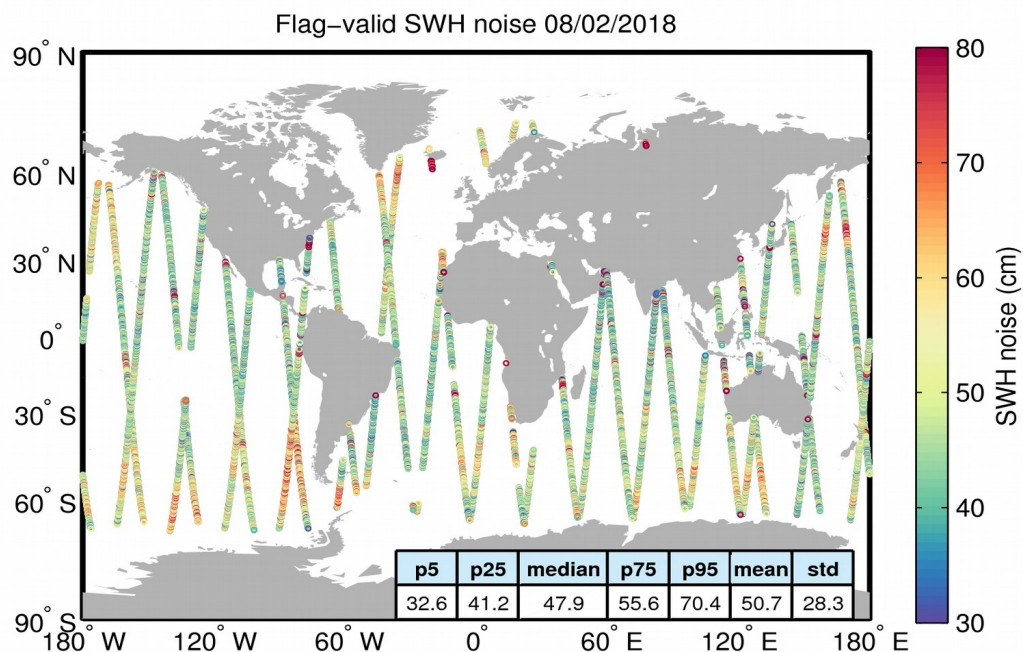 Flag−valid SWH noise 08/02/2018
90° N
60° N
30° N
0°
30° S
60° S
90° S
180° W
120° W
60° W
0°
60° E
120° E
180° E
p5 p25 median p75 p95 mean std
32.6 41.2 47.9 55.6 70.4 50.7 28.3
80
70
60
50
40
30
SWH noise (cm)